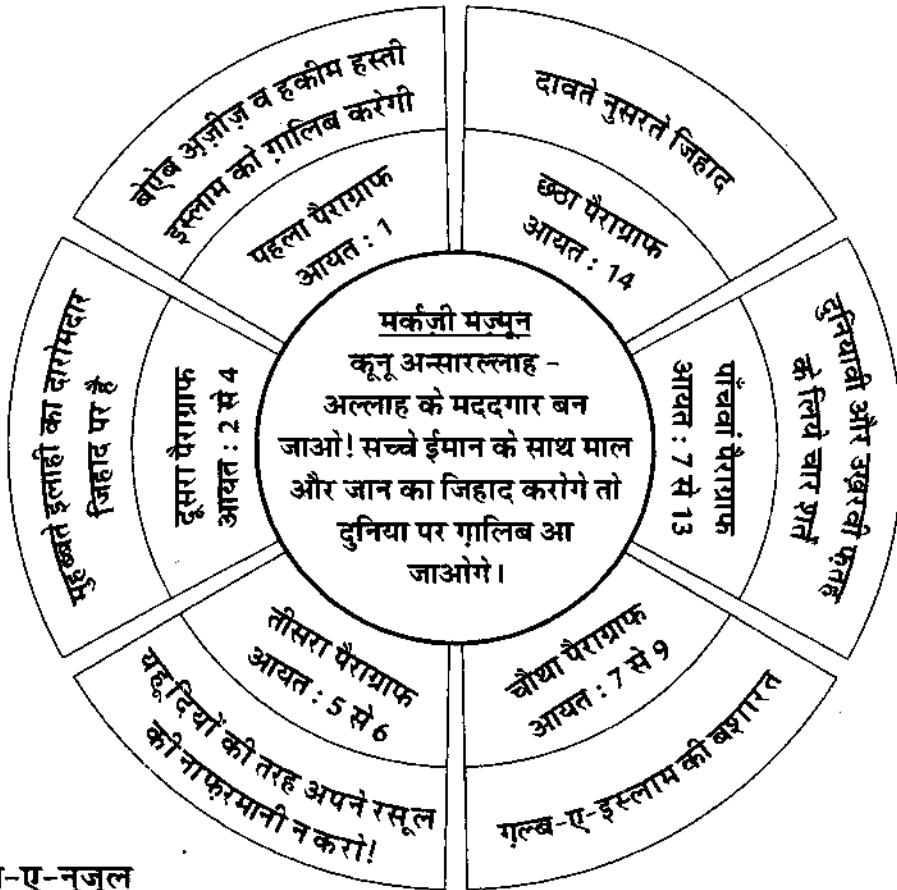 मर्कज़ी मज़्मून
कूनू अन्सारल्लाह -
अल्लाह के मददगार बन
जाओ! सच्चे ईमान के साथ माल
और जान का जिहाद करोगे तो
दुनिया पर ग़ालिब आ
जाओगे।
बेऐब अज़ीज़ व हकीम हस्ती
इस्लाम को ग़ालिब करेगी
पहला पैराग्राफ
आयत : 1
मुहब्बते इलाही का दारोमदार
जिहाद पर है
दूसरा पैराग्राफ
आयत : 2 से 4
यहूदियों की तरह अपने रसूल
की नाफ़रमानी न करो!
तीसरा पैराग्राफ
आयत : 5 से 6
ग़ल्ब-ए-इस्लाम की बशारत
चौथा पैराग्राफ
आयत : 7 से 9
दुनियावी और उख़रवी फ़तह
के लिये चार शर्तें
पाँचवां पैराग्राफ
आयत : 7 से 13
दावते नुसरते जिहाद
छठा पैराग्राफ
आयत : 14
-ए-नुज़ूल